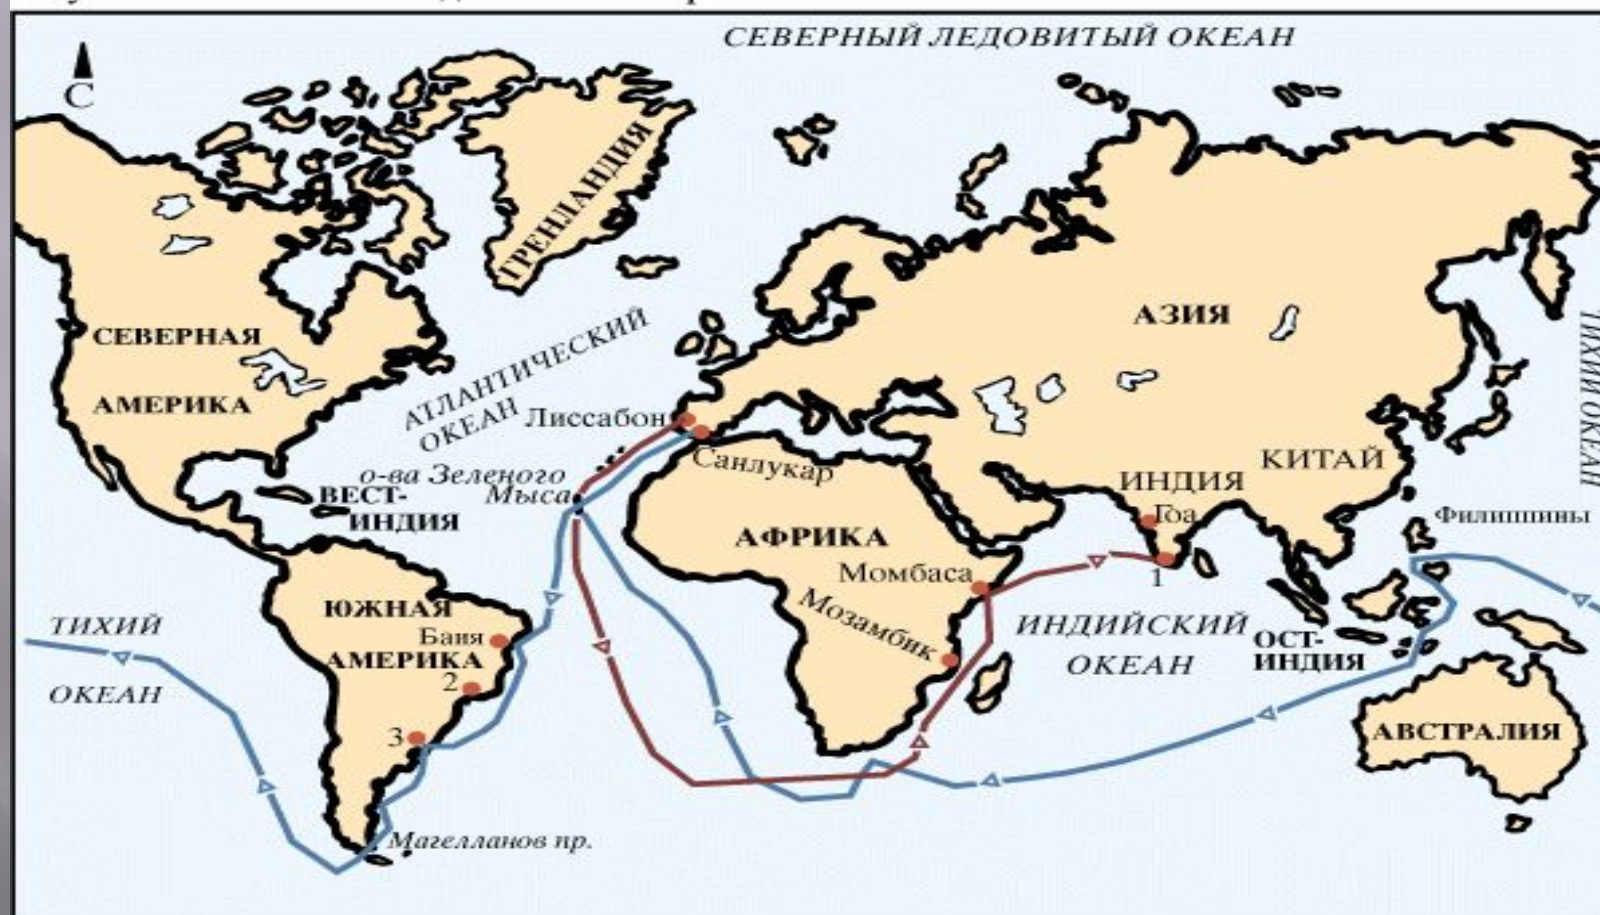 СЕВЕРНЫЙ ЛЕДОВИТЫЙ ОКЕАН
С
ГРЕНЛАНДИЯ
АЗИЯ
СЕВЕРНАЯ
АМЕРИКА
АТЛАНТИЧЕСКИЙ
ОКЕАН
ТИХИЙ ОКЕАН
Лиссабон
Санлукар
о-ва Зеленого
Мыса
ВЕСТ-
ИНДИЯ
КИТАЙ
ИНДИЯ
Гоа
Филиппины
АФРИКА
Момбаса
1
Мозамбик
ЮЖНАЯ
АМЕРИКА
Баия
2
3
ТИХИЙ
ОКЕАН
ИНДИЙСКИЙ
ОКЕАН
ОСТ-
ИНДИЯ
АВСТРАЛИЯ
Магелланов пр.